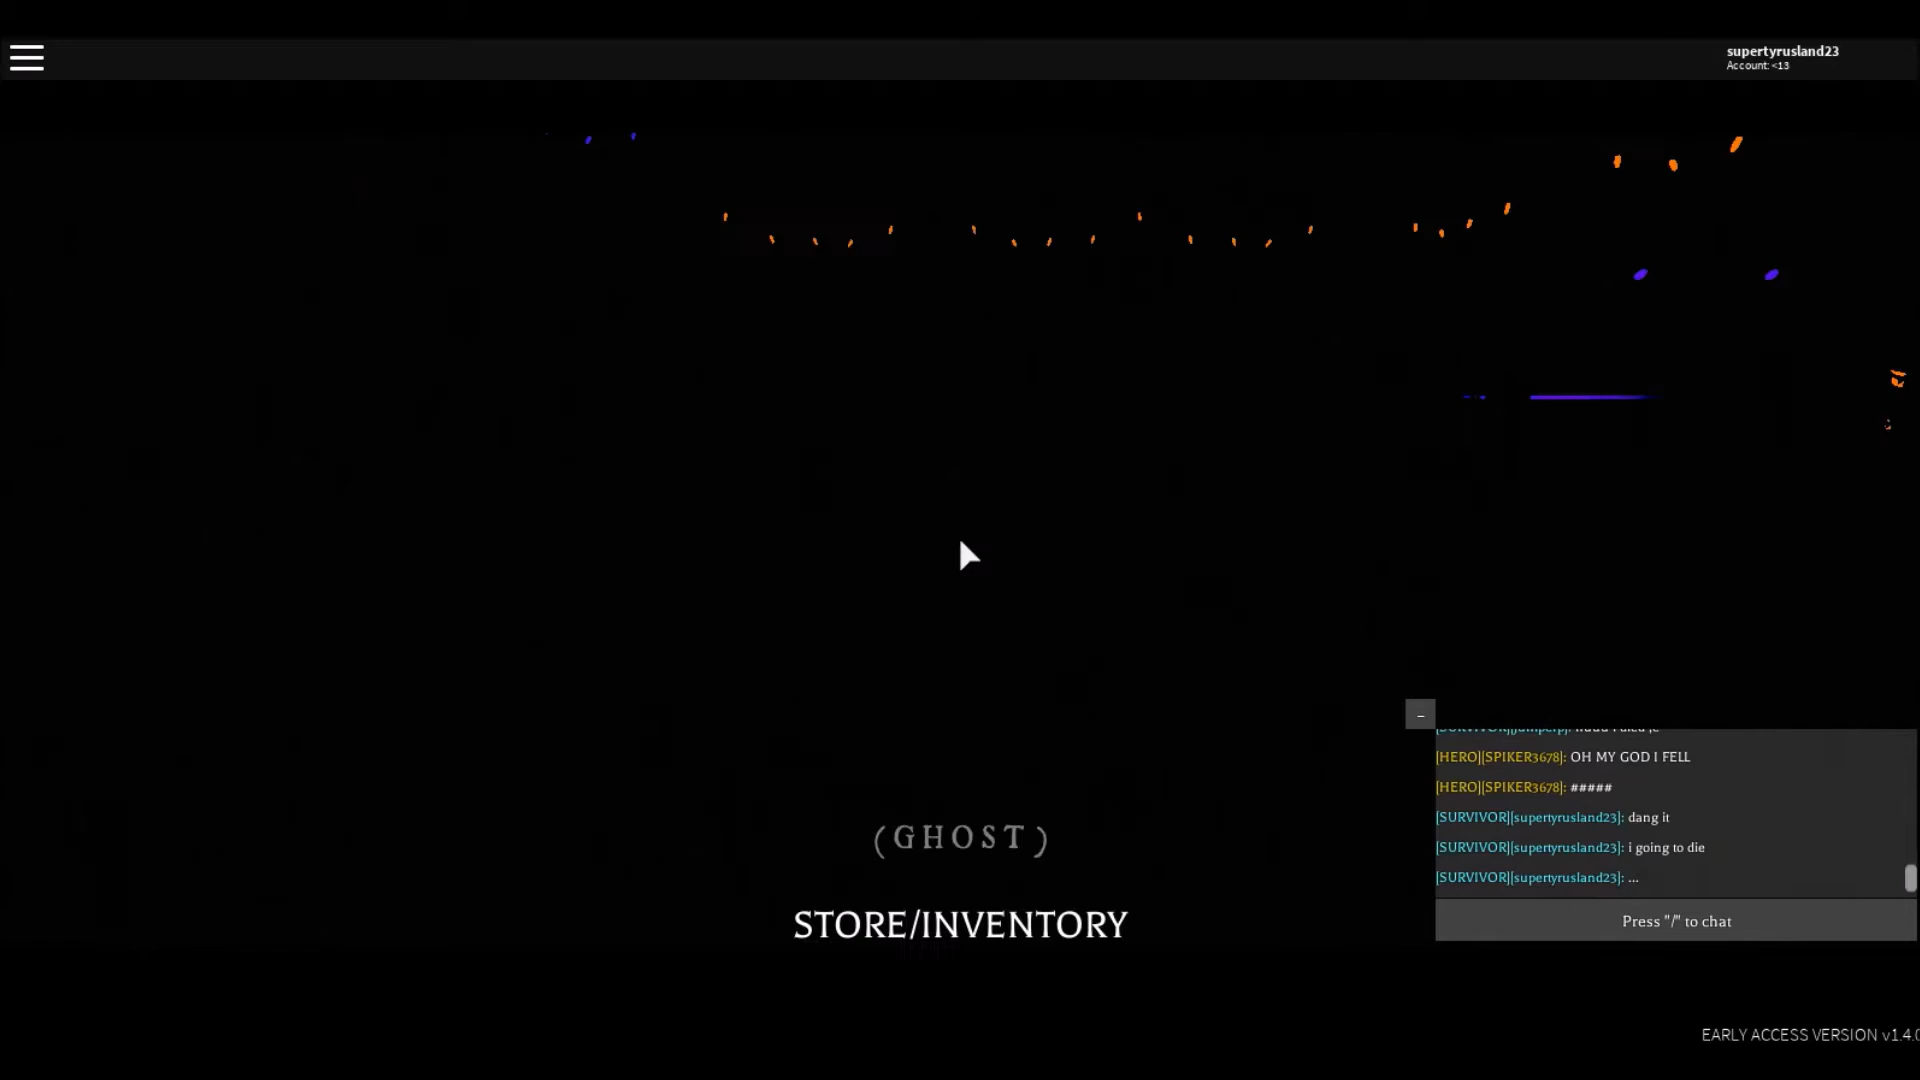 supertyrusland23
Account: <13
[HERO][SPIKER3678]: OH MY GOD I FELL
[HERO][SPIKER3678]: #####
[SURVIVOR][supertyrusland23]: dang it
[SURVIVOR][supertyrusland23]: i going to die
[SURVIVOR][supertyrusland23]: ...
Press "/" to chat
(GHOST)
STORE/INVENTORY
EARLY ACCESS VERSION v1.4.0